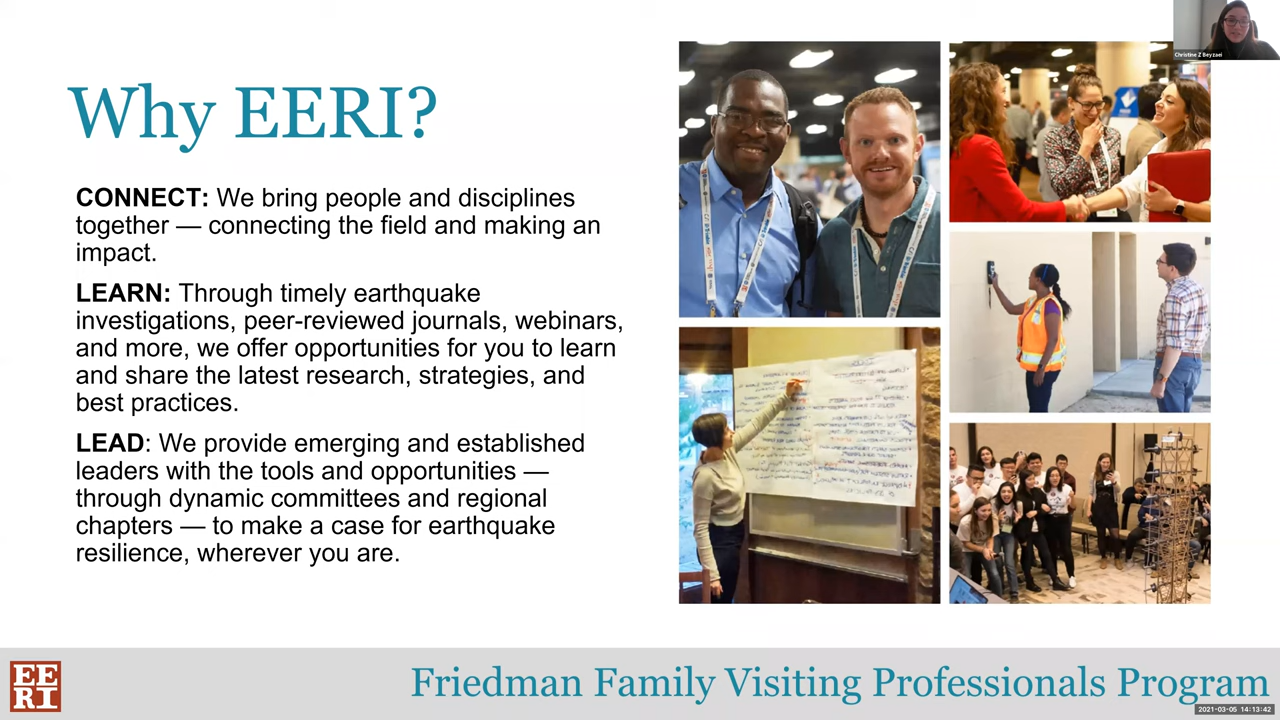 Christine Z Beyzaei
Why EERI?
CONNECT: We bring people and disciplines
together — connecting the field and making an
impact.
LEARN: Through timely earthquake
investigations, peer-reviewed journals, webinars,
and more, we offer opportunities for you to learn
and share the latest research, strategies, and
best practices.
LEAD: We provide emerging and established
leaders with the tools and opportunities —
through dynamic committees and regional
chapters — to make a case for earthquake
resilience, wherever you are.
EE
RI
Friedman Family Visiting Professionals Program
2021-03-05 14:13:42